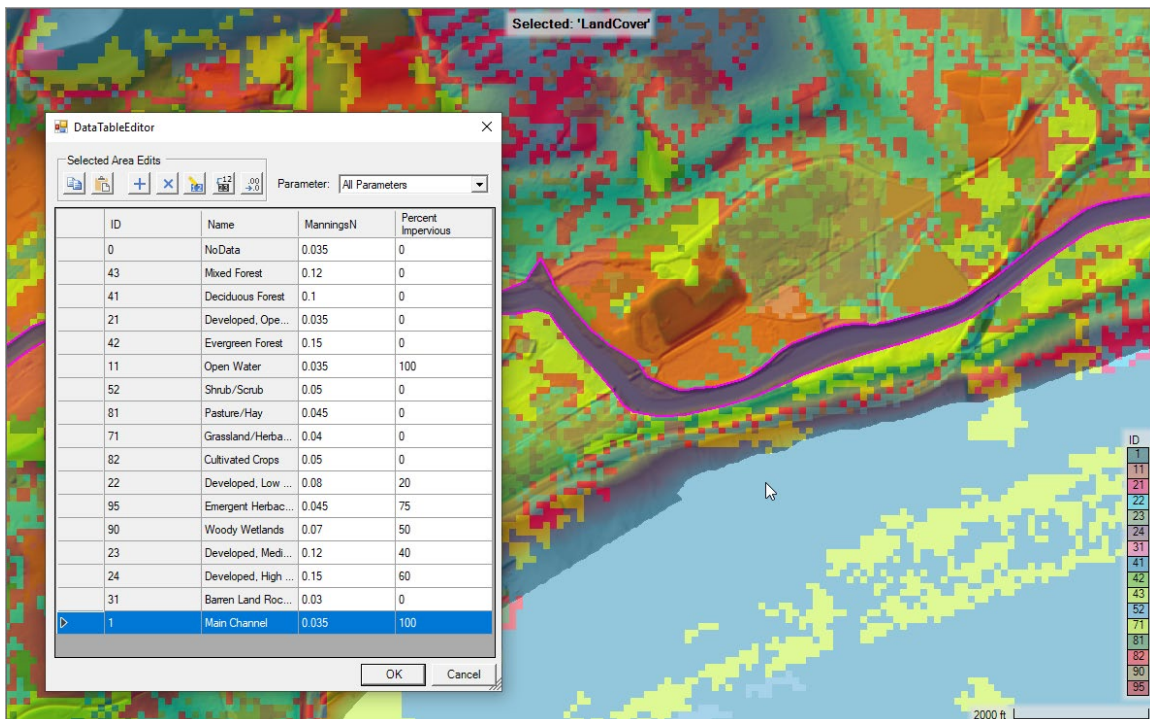 Selected: 'LandCover'
DataTableEditor
Selected Area Edits
Parameter: All Parameters
ID Name ManningsN Percent Impervious
0 NoData 0.035 0
43 Mixed Forest 0.12 0
41 Deciduous Forest 0.1 0
21 Developed, Ope... 0.035 0
42 Evergreen Forest 0.15 0
11 Open Water 0.035 100
52 Shrub/Scrub 0.05 0
81 Pasture/Hay 0.045 0
71 Grassland/Herba... 0.04 0
82 Cultivated Crops 0.05 0
22 Developed, Low ... 0.08 20
95 Emergent Herbac... 0.045 75
90 Woody Wetlands 0.07 50
23 Developed, Medi... 0.12 40
24 Developed, High ... 0.15 60
31 Barren Land Roc... 0.03 0
1 Main Channel 0.035 100
OK Cancel
ID
1
11
21
22
23
24
31
41
42
43
52
71
81
82
90
95
2000 ft